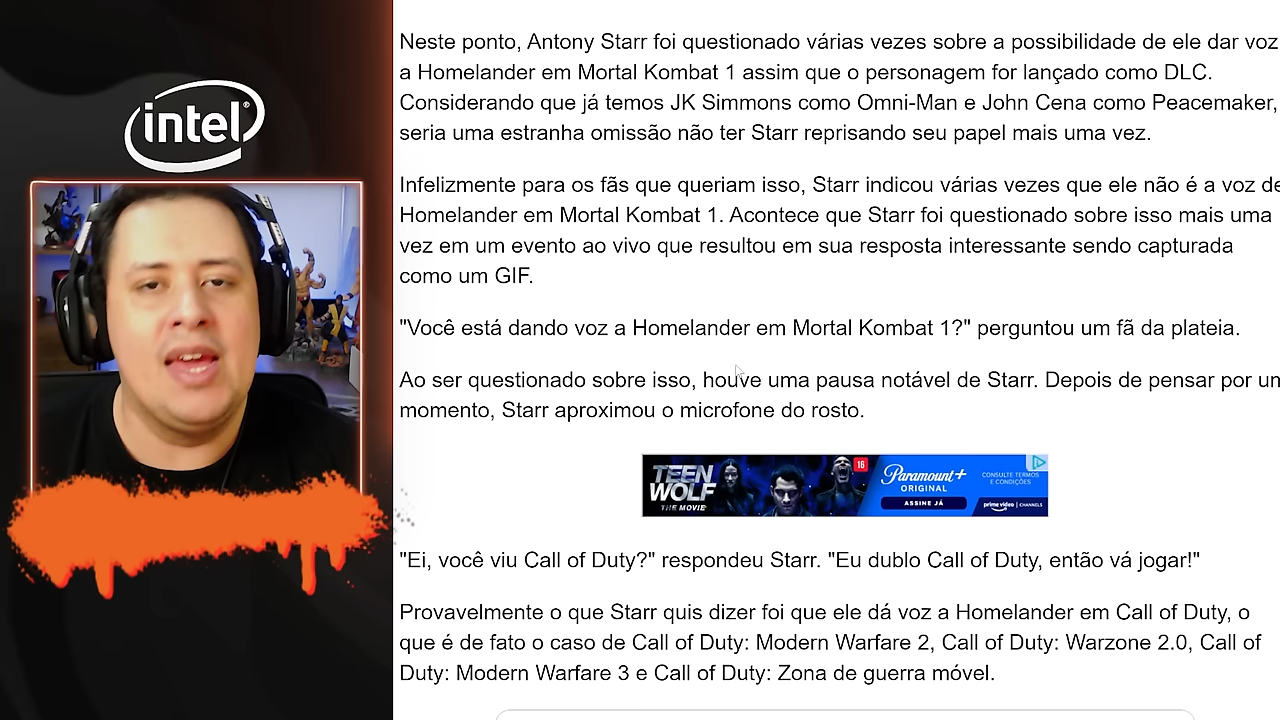 intel
Neste ponto, Antony Starr foi questionado várias vezes sobre a possibilidade de ele dar voz
a Homelander em Mortal Kombat 1 assim que o personagem for lançado como DLC.
Considerando que já temos JK Simmons como Omni-Man e John Cena como Peacemaker,
seria uma estranha omissão não ter Starr reprisando seu papel mais uma vez.
Infelizmente para os fãs que queriam isso, Starr indicou várias vezes que ele não é a voz de
Homelander em Mortal Kombat 1. Acontece que Starr foi questionado sobre isso mais uma
vez em um evento ao vivo que resultou em sua resposta interessante sendo capturada
como um GIF.
"Você está dando voz a Homelander em Mortal Kombat 1?" perguntou um fã da plateia.
Ao ser questionado sobre isso, houve uma pausa notável de Starr. Depois de pensar por um
momento, Starr aproximou o microfone do rosto.
TEEN
WOLF
THE MOVIE
16
Paramount+
ORIGINAL
ASSINE JÁ
CONSULTE TERMOS
E CONDIÇÕES
prime video | CHANNELS
"Ei, você viu Call of Duty?" respondeu Starr. "Eu dublo Call of Duty, então vá jogar!"
Provavelmente o que Starr quis dizer foi que ele dá voz a Homelander em Call of Duty, o
que é de fato o caso de Call of Duty: Modern Warfare 2, Call of Duty: Warzone 2.0, Call of
Duty: Modern Warfare 3 e Call of Duty: Zona de guerra móvel.